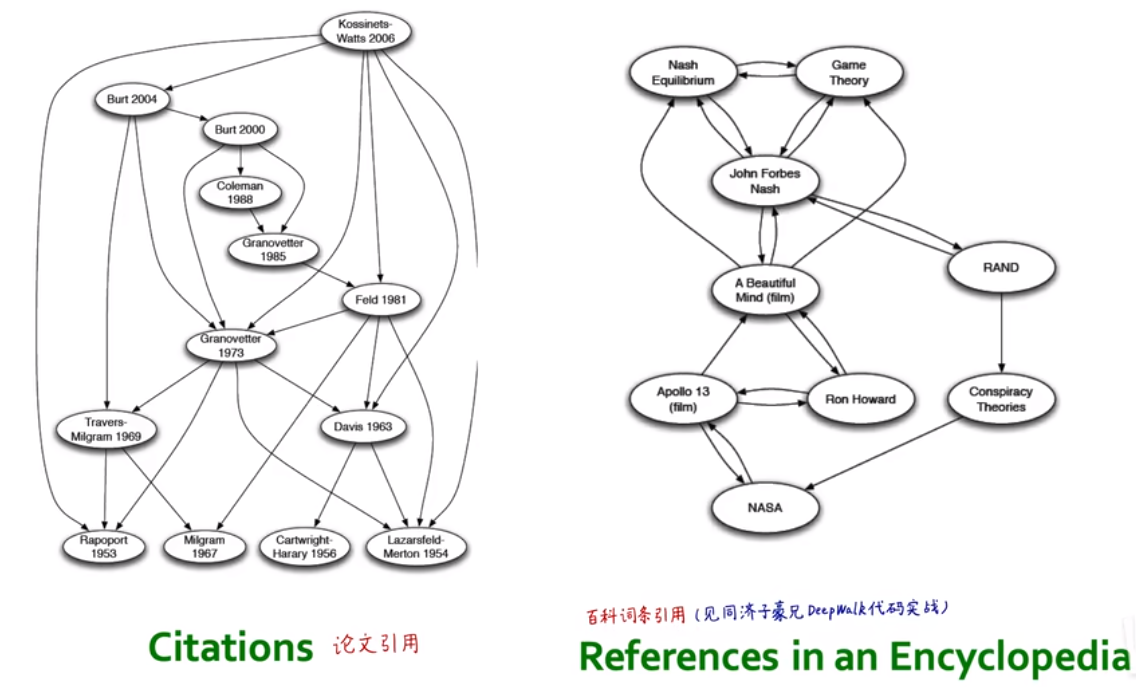 Kossinets-
Watts 2006
Burt 2004
Burt 2000
Coleman
1988
Granovetter
1985
Feld 1981
Granovetter
1973
Travers-
Milgram 1969
Davis 1963
Rapoport
1953
Milgram
1967
Cartwright-
Harary 1956
Lazarsfeld-
Merton 1954
Citations 论文引用
Nash
Equilibrium
Game
Theory
John Forbes
Nash
RAND
A Beautiful
Mind (film)
Apollo 13
(film)
Ron Howard
Conspiracy
Theories
NASA
百科词条引用 (见同济子豪兄DeepWalk代码实战)
References in an Encyclopedia